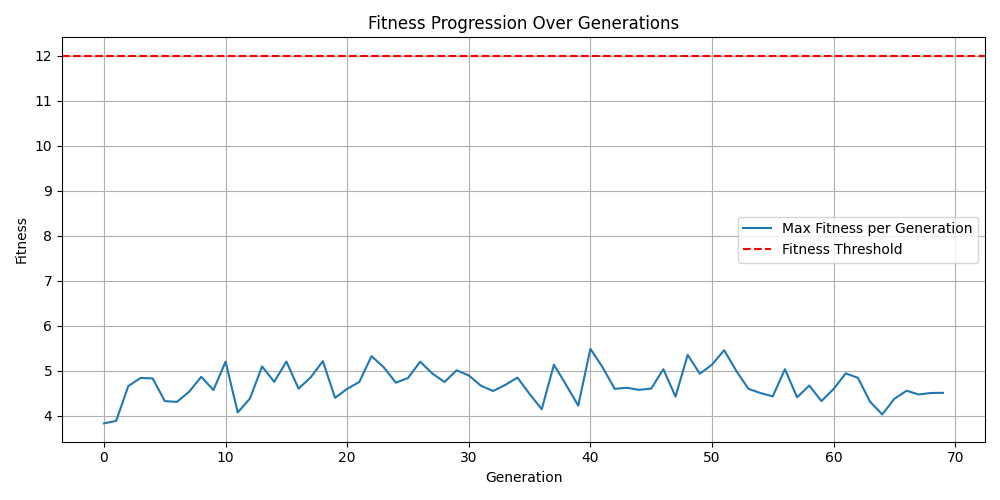 Fitness Progression Over Generations
12
11
10
9
8
7
6
5
4
Fitness
Max Fitness per Generation
Fitness Threshold
0 10 20 30 40 50 60 70
Generation